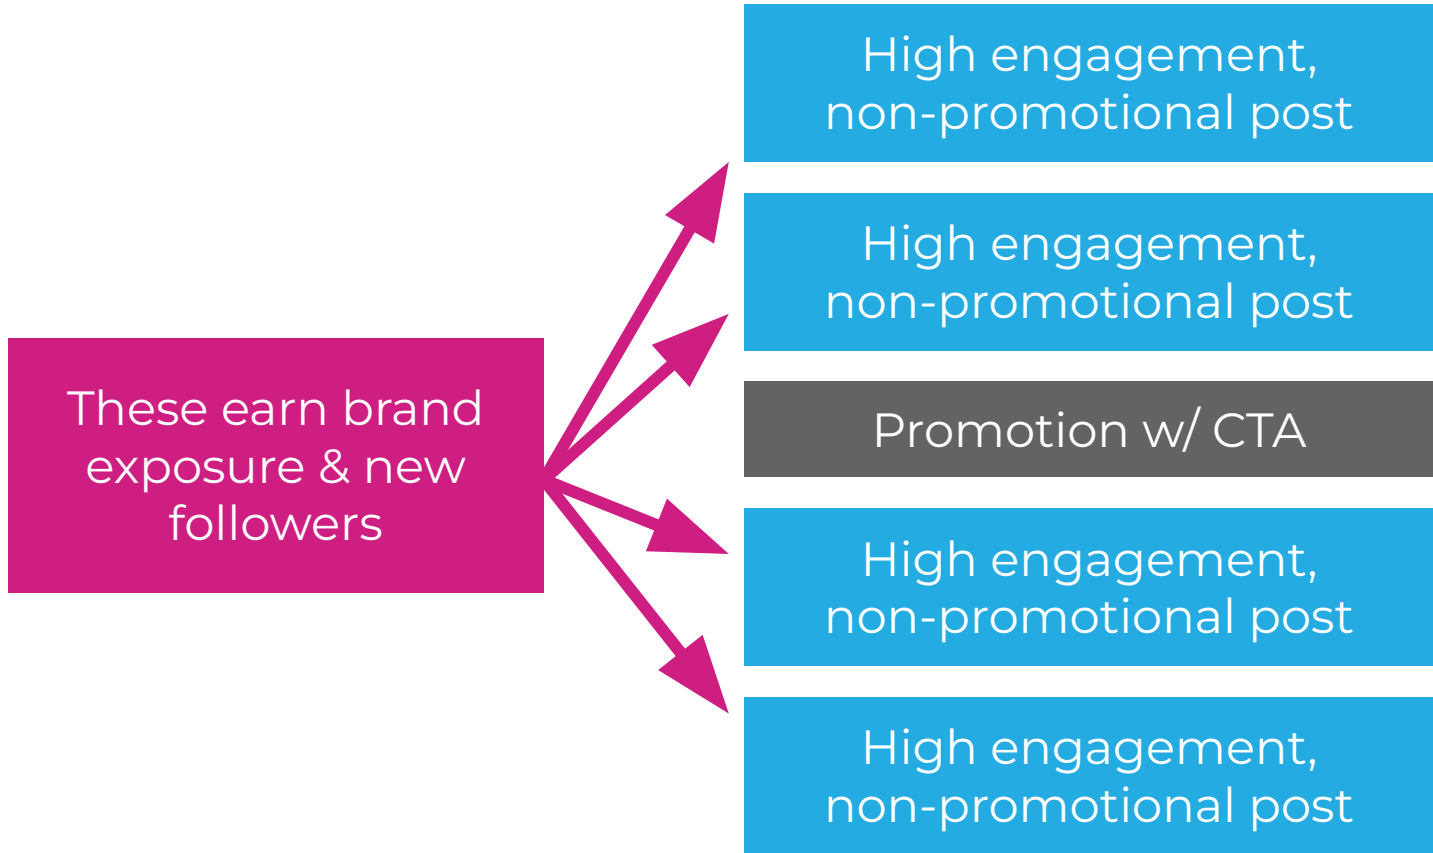 These earn brand
exposure & new
followers
High engagement,
non-promotional post
High engagement,
non-promotional post
Promotion w/ CTA
High engagement,
non-promotional post
High engagement,
non-promotional post